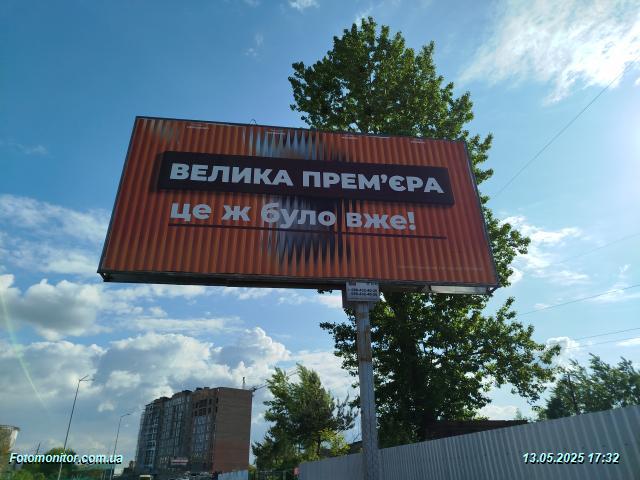 ВЕЛИКА ПРЕМ'ЄРА
це ж було вже!
Fotomonitor.com.ua
13.05.2025 17:32